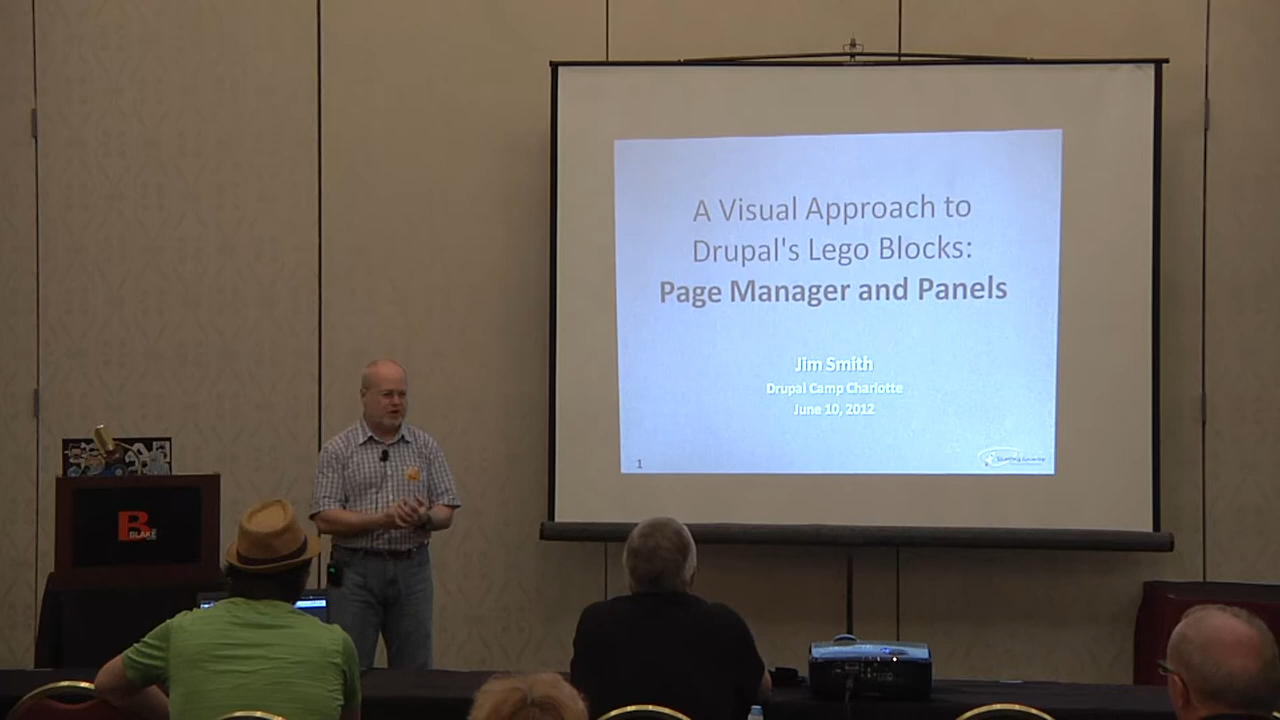 A Visual Approach to
Drupal's Lego Blocks:
Page Manager and Panels
Jim Smith
Drupal Camp Charlotte
June 10, 2012
1
B
BLAKE